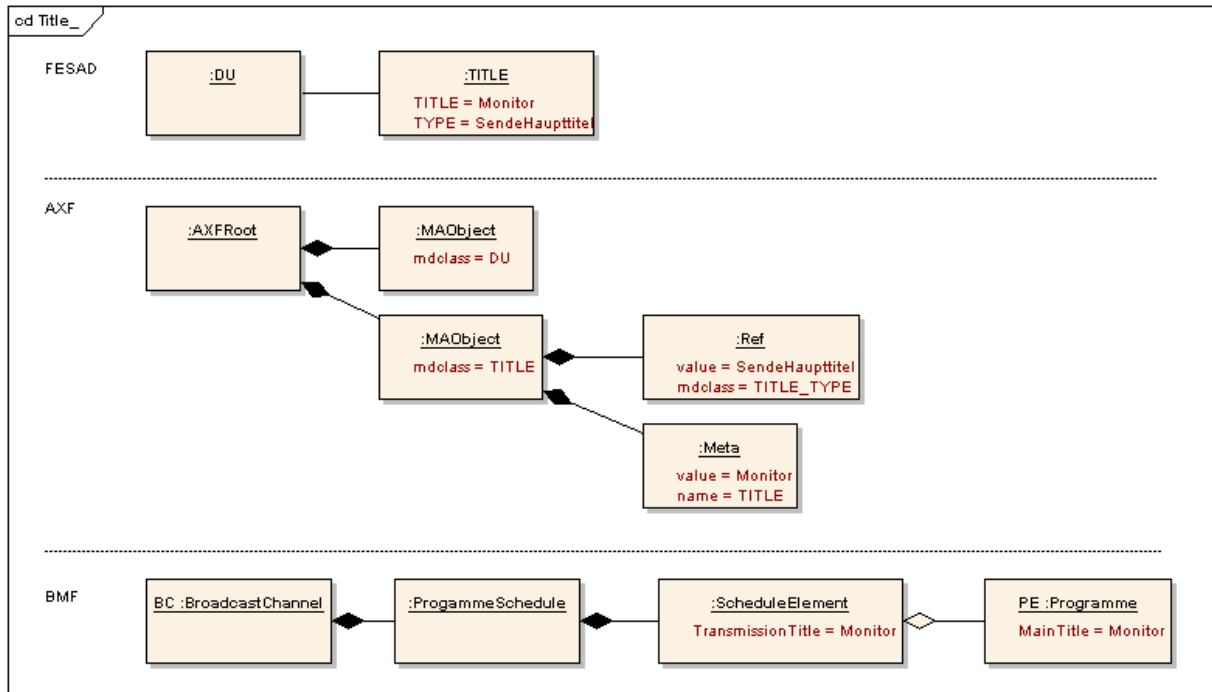 cd Title_
FESAD
:DU
:TITLE
TITLE = Monitor
TYPE = SendeHaupttitel
AXF
:AXFRoot
:MAObject
mdclass = DU
:MAObject
mdclass = TITLE
:Ref
value = SendeHaupttitel
mdclass = TITLE_TYPE
:Meta
value = Monitor
name = TITLE
BMF
BC :BroadcastChannel
:ProgammeSchedule
:ScheduleElement
TransmissionTitle = Monitor
PE :Programme
MainTitle = Monitor